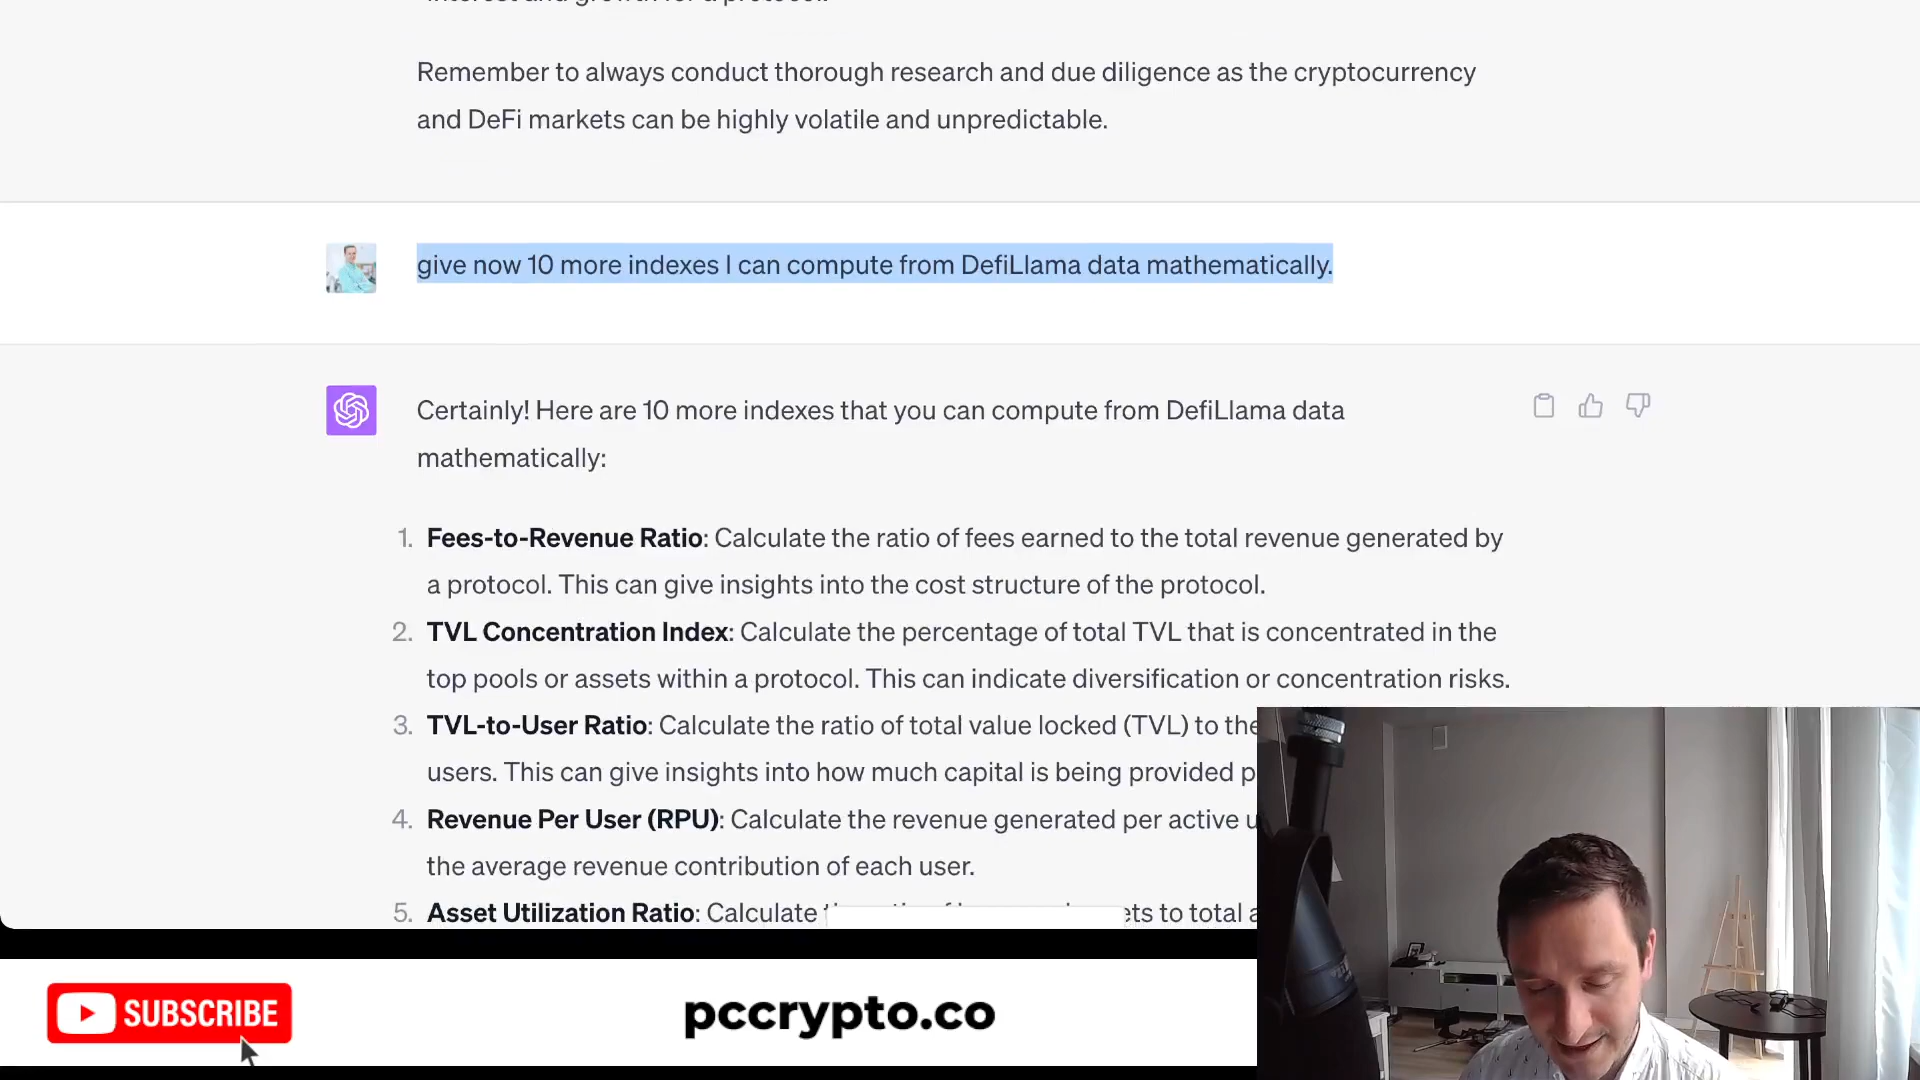 Remember to always conduct thorough research and due diligence as the cryptocurrency
and DeFi markets can be highly volatile and unpredictable.
give now 10 more indexes I can compute from DefiLlama data mathematically.
Certainly! Here are 10 more indexes that you can compute from DefiLlama data
mathematically:
1. Fees-to-Revenue Ratio: Calculate the ratio of fees earned to the total revenue generated by
a protocol. This can give insights into the cost structure of the protocol.
2. TVL Concentration Index: Calculate the percentage of total TVL that is concentrated in the
top pools or assets within a protocol. This can indicate diversification or concentration risks.
3. TVL-to-User Ratio: Calculate the ratio of total value locked (TVL) to the
users. This can give insights into how much capital is being provided
4. Revenue Per User (RPU): Calculate the revenue generated per active
the average revenue contribution of each user.
5. Asset Utilization Ratio: Calculate to total
SUBSCRIBE
pccrypto.co